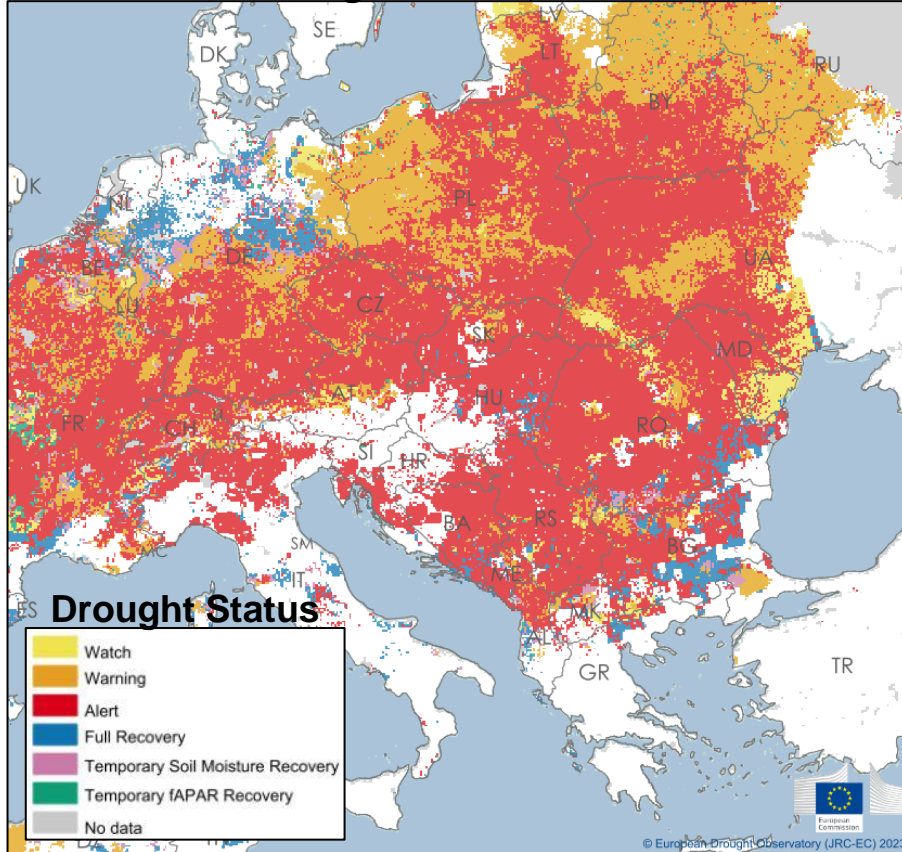 SE
LV
DK
LT
RU
BY
UK
NL
PL
BE
DE
UA
LU
CZ
SK
MD
AT
HU
FR
CH
LI
RO
SI
HR
BA
RS
MC
SM
BG
IT
ME
ES
MK
AL
GR
TR
Drought Status
Watch
Warning
Alert
Full Recovery
Temporary Soil Moisture Recovery
Temporary fAPAR Recovery
No data
DZ
European
Commission
© European Drought Observatory (JRC-EC) 2023